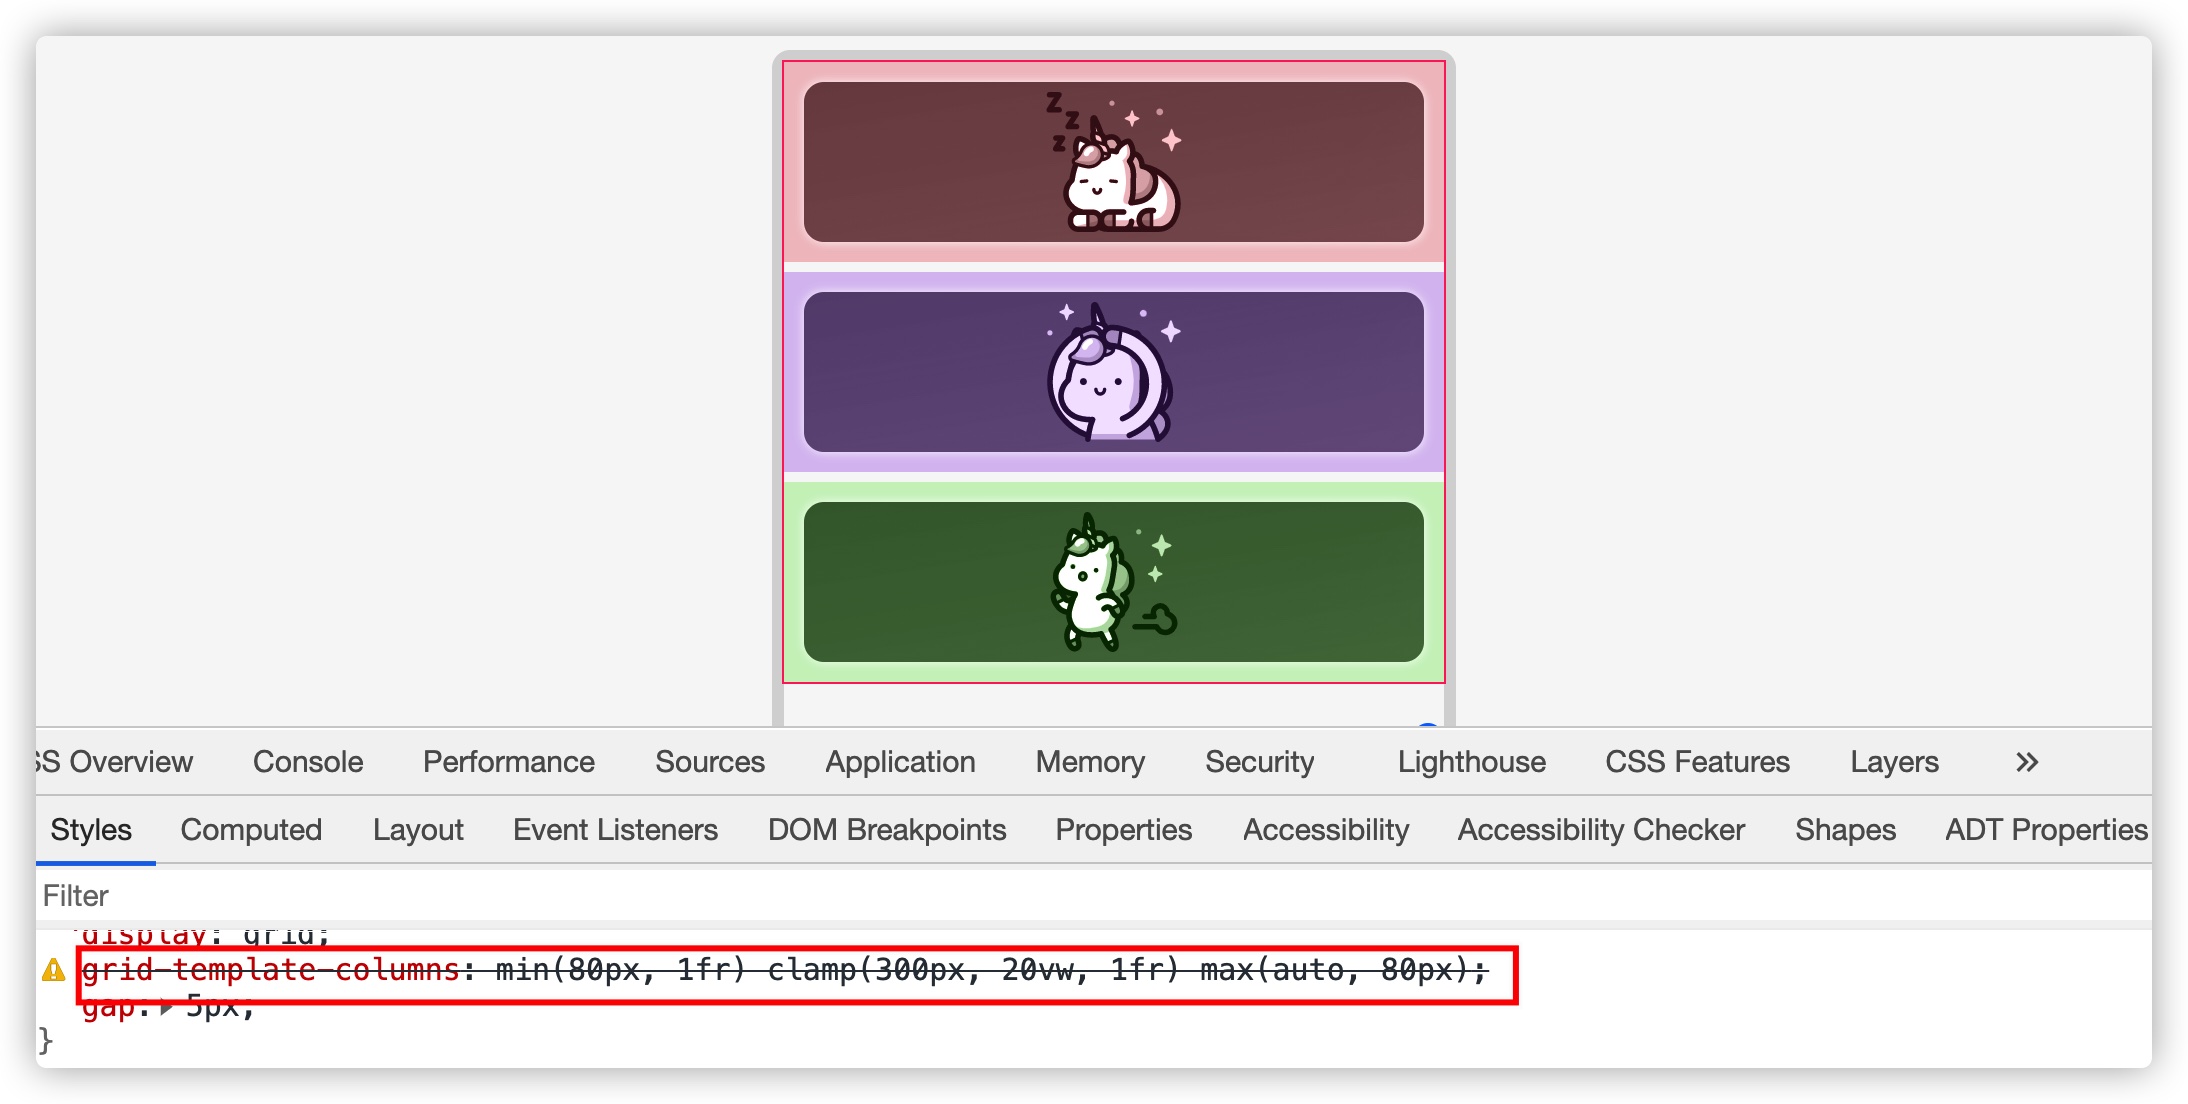 Z
Z
Z
SS Overview Console Performance Sources Application Memory Security Lighthouse CSS Features Layers »
Styles Computed Layout Event Listeners DOM Breakpoints Properties Accessibility Accessibility Checker Shapes ADT Properties
Filter
display: grid;
grid-template-columns: min(80px, 1fr) clamp(300px, 20vw, 1fr) max(auto, 80px);
gap: 5px;
}